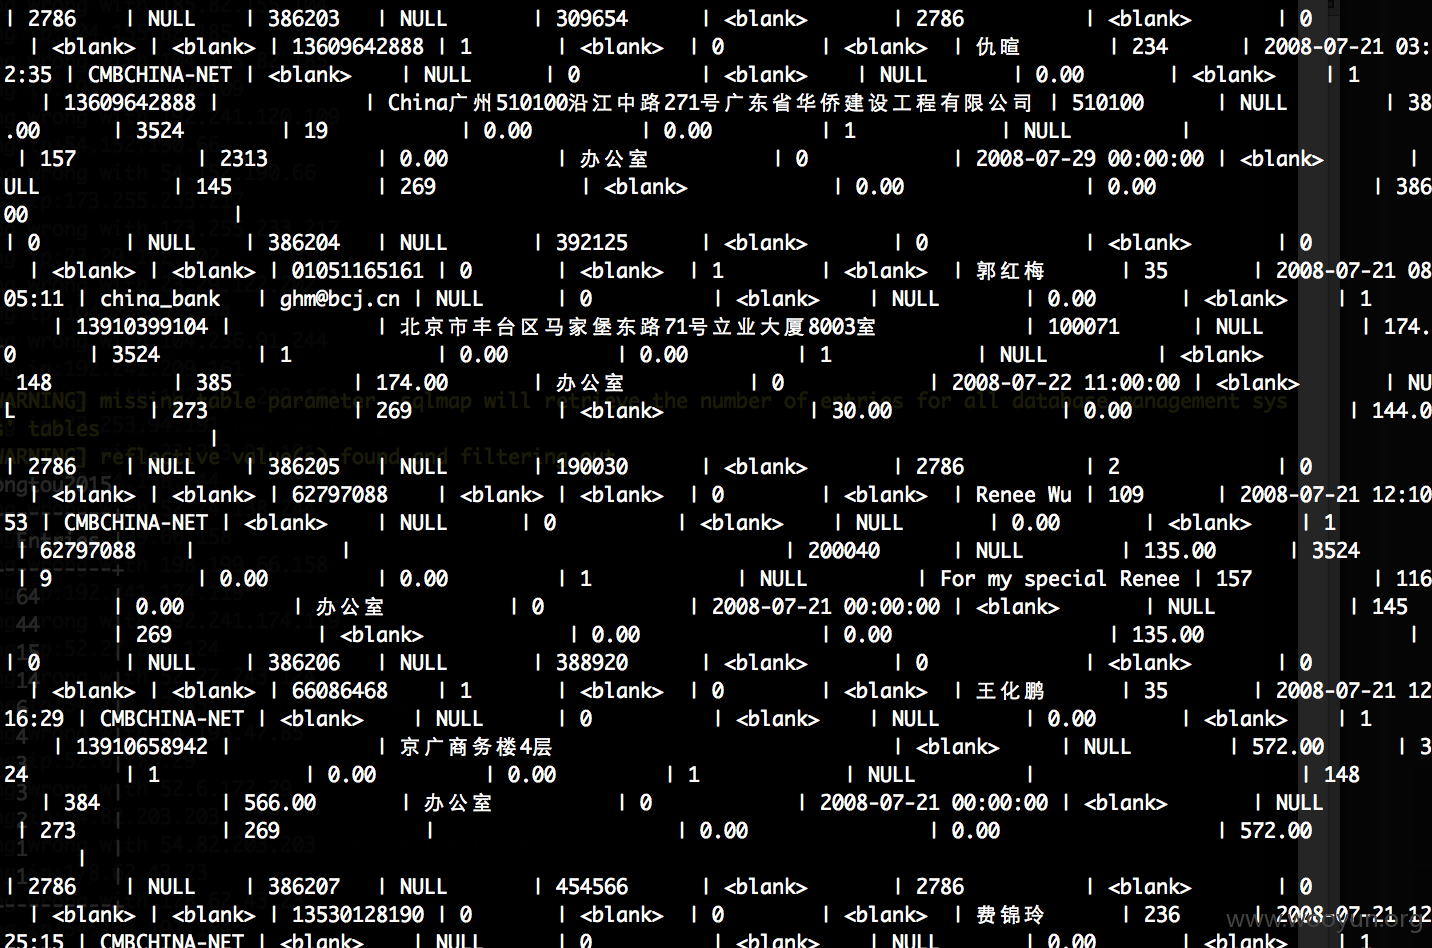 | 2786 | NULL | 386203 | NULL | 309654 | <blank> | 2786 | <blank> | 0
| <blank> | <blank> | 13609642888 | 1 | <blank> | 0 | <blank> | 仇暄 | 234 | 2008-07-21 03:
2:35 | CMBCHINA-NET | <blank> | NULL | 0 | <blank> | NULL | 0.00 | <blank> | 1
| 13609642888 | | China广州510100沿江中路271号广东省华侨建设工程有限公司 | 510100 | NULL | 38
.00 | 3524 | 19 | 0.00 | 0.00 | 1 | NULL |
| 157 | 2313 | 0.00 | 办公室 | 0 | 2008-07-29 00:00:00 | <blank> |
ULL | 145 | 269 | <blank> | 0.00 | 0.00 | 386
00 |
| 0 | NULL | 386204 | NULL | 392125 | <blank> | 0 | <blank> | 0
| <blank> | <blank> | 01051165161 | 0 | <blank> | 1 | <blank> | 郭红梅 | 35 | 2008-07-21 08
05:11 | china_bank | ghm@bcj.cn | NULL | 0 | <blank> | NULL | 0.00 | <blank> | 1
| 13910399104 | | 北京市丰台区马家堡东路71号立业大厦8003室 | 100071 | NULL | 174.
0 | 3524 | 1 | 0.00 | 0.00 | 1 | NULL | <blank>
148 | 385 | 174.00 | 办公室 | 0 | 2008-07-22 11:00:00 | <blank> | NU
L | 273 | 269 | <blank> | 30.00 | 0.00 | 144.0
|
| 2786 | NULL | 386205 | NULL | 190030 | <blank> | 2786 | 2 | 0
| <blank> | <blank> | 62797088 | <blank> | <blank> | 0 | <blank> | Renee Wu | 109 | 2008-07-21 12:10
53 | CMBCHINA-NET | <blank> | NULL | 0 | <blank> | NULL | 0.00 | <blank> | 1
| 62797088 | | | 200040 | NULL | 135.00 | 3524
| 9 | 0.00 | 0.00 | 1 | NULL | For my special Renee | 157 | 116
| 0.00 | 办公室 | 0 | 2008-07-21 00:00:00 | <blank> | NULL | 145
| 269 | <blank> | 0.00 | 0.00 | 135.00 |
| 0 | NULL | 386206 | NULL | 388920 | <blank> | 0 | <blank> | 0
| <blank> | <blank> | 66086468 | 1 | <blank> | 0 | <blank> | 王化鹏 | 35 | 2008-07-21 12
16:29 | CMBCHINA-NET | <blank> | NULL | 0 | <blank> | NULL | 0.00 | <blank> | 1
| 13910658942 | | 京广商务楼4层 | <blank> | NULL | 572.00 | 3
24 | 1 | 0.00 | 0.00 | 1 | NULL | | 148
| 384 | 566.00 | 办公室 | 0 | 2008-07-21 00:00:00 | <blank> | NULL
| 273 | 269 | | 0.00 | 0.00 | 572.00
|
| 2786 | NULL | 386207 | NULL | 454566 | <blank> | 2786 | <blank> | 0
| <blank> | <blank> | 13530128190 | 0 | <blank> | 0 | <blank> | 费锦玲 | 236 | 2008-07-21 12
25:15 | CMBCHINA-NET | <blank> | NULL | 0 | <blank> | NULL | 0.00 | <blank> | 1
www.wooyun.org